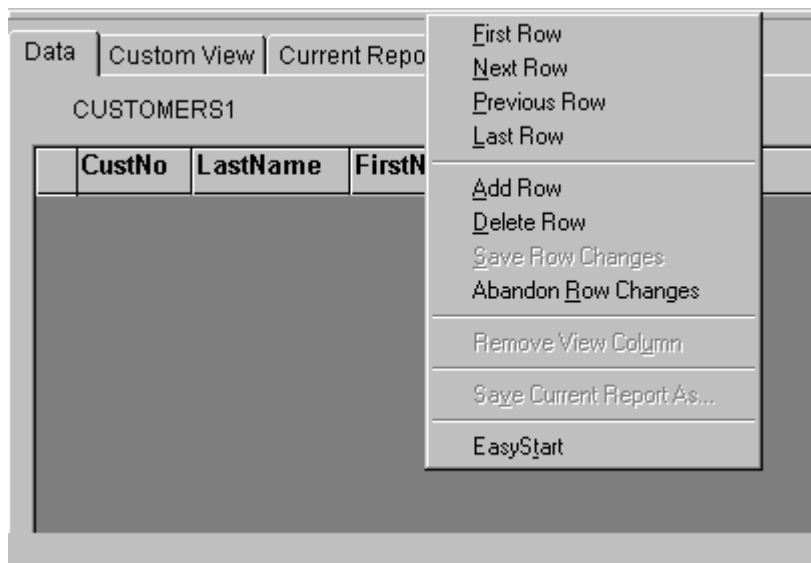 Data
Custom View
Current Repo
CUSTOMERS1
CustNo
LastName
FirstN
First Row
Next Row
Previous Row
Last Row
Add Row
Delete Row
Save Row Changes
Abandon Row Changes
Remove View Column
Save Current Report As...
EasyStart